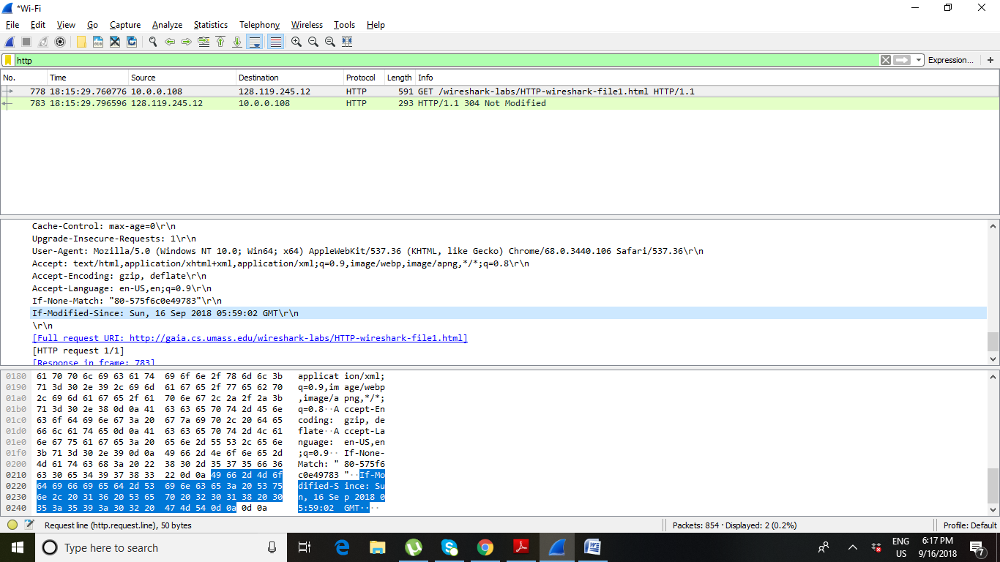 *Wi-Fi
File Edit View Go Capture Analyze Statistics Telephony Wireless Tools Help
http
Expression... +
No. Time Source Destination Protocol Length Info
778 18:15:29.760776 10.0.0.108 128.119.245.12 HTTP 591 GET /wireshark-labs/HTTP-wireshark-file1.html HTTP/1.1
783 18:15:29.796596 128.119.245.12 10.0.0.108 HTTP 293 HTTP/1.1 304 Not Modified
Cache-Control: max-age=0\r\n
Upgrade-Insecure-Requests: 1\r\n
User-Agent: Mozilla/5.0 (Windows NT 10.0; Win64; x64) AppleWebKit/537.36 (KHTML, like Gecko) Chrome/68.0.3440.106 Safari/537.36\r\n
Accept: text/html,application/xhtml+xml,application/xml;q=0.9,image/webp,image/apng,*/*;q=0.8\r\n
Accept-Encoding: gzip, deflate\r\n
Accept-Language: en-US,en;q=0.9\r\n
If-None-Match: "80-575f6c0e49783"\r\n
If-Modified-Since: Sun, 16 Sep 2018 05:59:02 GMT\r\n
\r\n
[Full request URI: http://gaia.cs.umass.edu/wireshark-labs/HTTP-wireshark-file1.html]
[HTTP request 1/1]
[Response in frame: 783]
0180 61 70 70 6c 69 63 61 74 69 6f 6e 2f 78 6d 6c 3b applicat ion/xml;
0190 71 3d 30 2e 39 2c 69 6d 61 67 65 2f 77 65 62 70 q=0.9,im age/webp
01a0 2c 69 6d 61 67 65 2f 61 70 6e 67 2c 2a 2f 2a 3b ,image/a png,*/*;
01b0 71 3d 30 2e 38 0d 0a 41 63 63 65 70 74 2d 45 6e q=0.8··A ccept-En
01c0 63 6f 64 69 6e 67 3a 20 67 7a 69 70 2c 20 64 65 coding: gzip, de
01d0 66 6c 61 74 65 0d 0a 41 63 63 65 70 74 2d 4c 61 flate··A ccept-La
01e0 6e 67 75 61 67 65 3a 20 65 6e 2d 55 53 2c 65 6e nguage: en-US,en
01f0 3b 71 3d 30 2e 39 0d 0a 49 66 2d 4e 6f 6e 65 2d ;q=0.9·· If-None-
0200 4d 61 74 63 68 3a 20 22 38 30 2d 35 37 35 66 36 Match: " 80-575f6
0210 63 30 65 34 39 37 38 33 22 0d 0a 49 66 2d 4d 6f c0e49783 "··If-Mo
0220 64 69 66 69 65 64 2d 53 69 6e 63 65 3a 20 53 75 dified-S ince: Su
0230 6e 2c 20 31 36 20 53 65 70 20 32 30 31 38 20 30 n, 16 Se p 2018 0
0240 35 3a 35 39 3a 30 32 20 47 4d 54 0d 0a 0d 0a 5:59:02 GMT····
Request line (http.request.line), 50 bytes Packets: 854 · Displayed: 2 (0.2%) Profile: Default
Type here to search
ENG 6:17 PM
US 9/16/2018 7